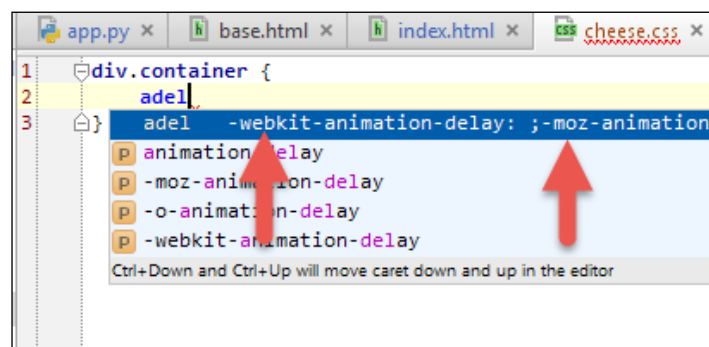 app.py × base.html × index.html × cheese.css ×
1 div.container {
2 adel
3 }
adel -webkit-animation-delay: ;-moz-animation
p animation-delay
p -moz-animation-delay
p -o-animation-delay
p -webkit-animation-delay
Ctrl+Down and Ctrl+Up will move caret down and up in the editor